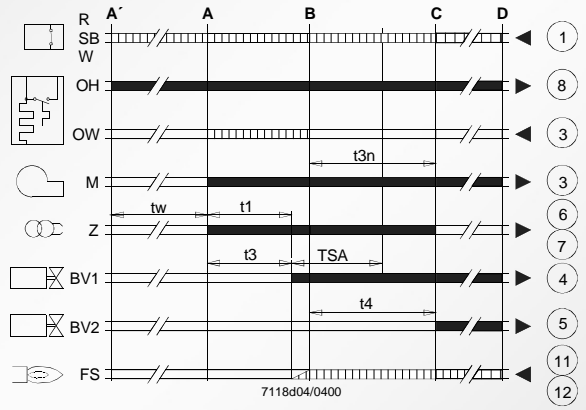 A´ A B C D
R
SB 1
W
OH 8
OW 3
t3n
M 3
tw t1 6
Z 7
t3 TSA
BV1 4
t4
BV2 5
11
FS
12
7118d04/0400